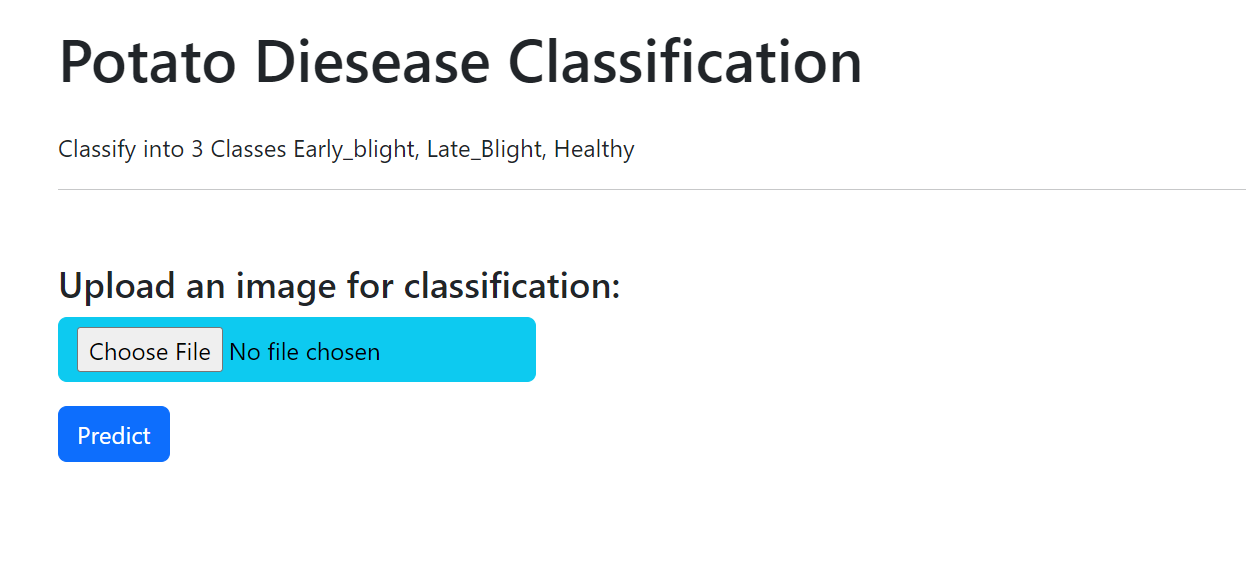 Potato Diesease Classification
Classify into 3 Classes Early_blight, Late_Blight, Healthy
Upload an image for classification:
Choose File No file chosen
Predict